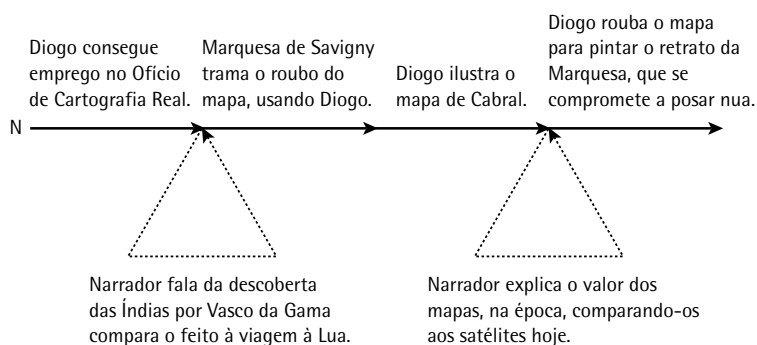 Diogo consegue
emprego no Ofício
de Cartografia Real.
Marquesa de Savigny
trama o roubo do
mapa, usando Diogo.
Diogo ilustra o
mapa de Cabral.
Diogo rouba o mapa
para pintar o retrato da
Marquesa, que se
compromete a posar nua.
N
Narrador fala da descoberta
das Índias por Vasco da Gama
compara o feito à viagem à Lua.
Narrador explica o valor dos
mapas, na época, comparando-os
aos satélites hoje.